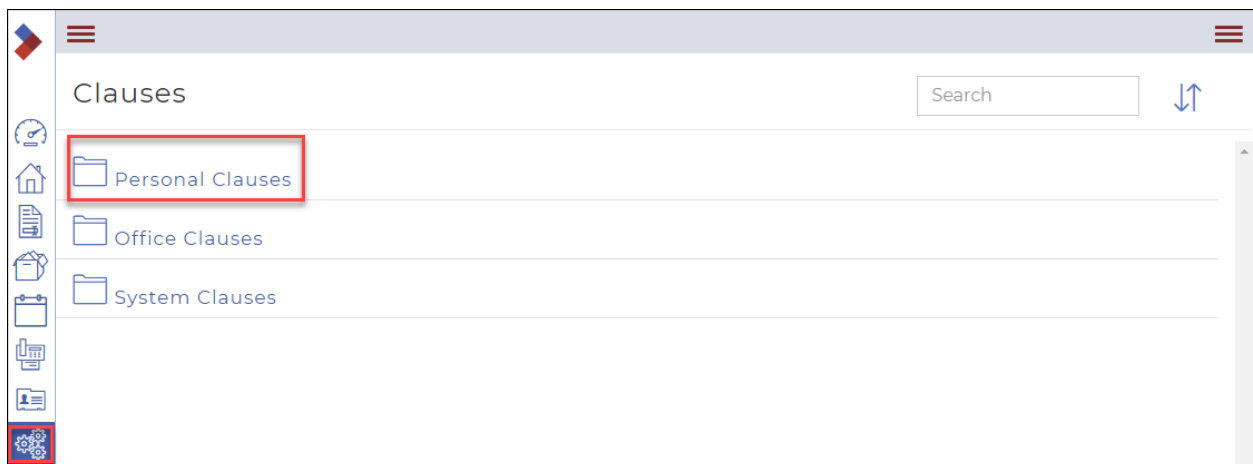 Clauses
Search
Personal Clauses
Office Clauses
System Clauses